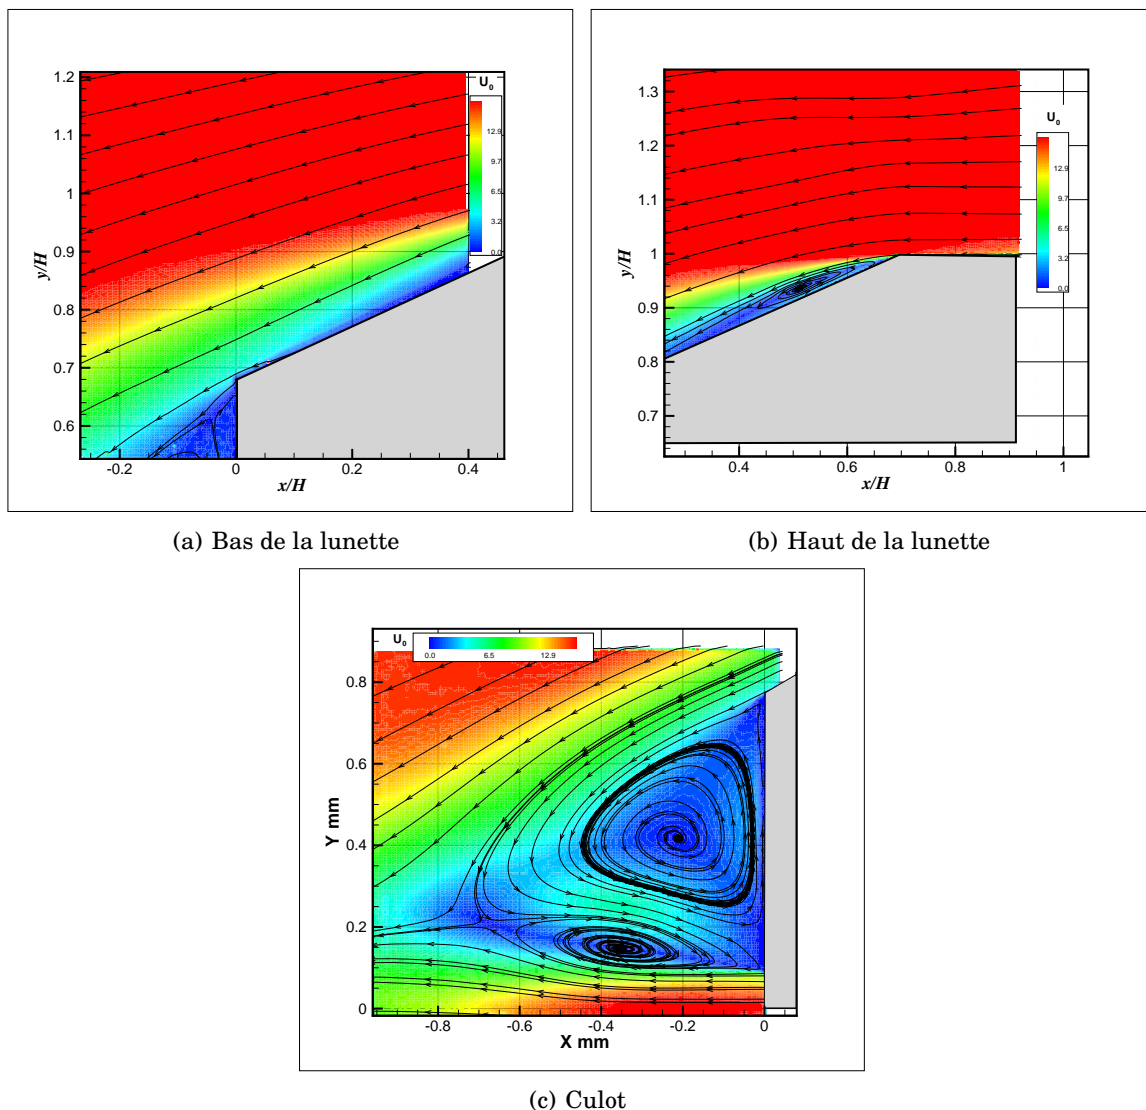 1.2
1.1
1
0.9
0.8
0.7
0.6
y/H
-0.2 0 0.2 0.4
x/H
U0
12.9
9.7
6.5
3.2
0.0
(a) Bas de la lunette
1.3
1.2
1.1
1
0.9
0.8
0.7
y/H
0.4 0.6 0.8 1
x/H
U0
12.9
9.7
6.5
3.2
0.0
(b) Haut de la lunette
U0
0.0 6.5 12.9
0.8
0.6
0.4
0.2
0
Y mm
-0.8 -0.6 -0.4 -0.2 0
X mm
(c) Culot